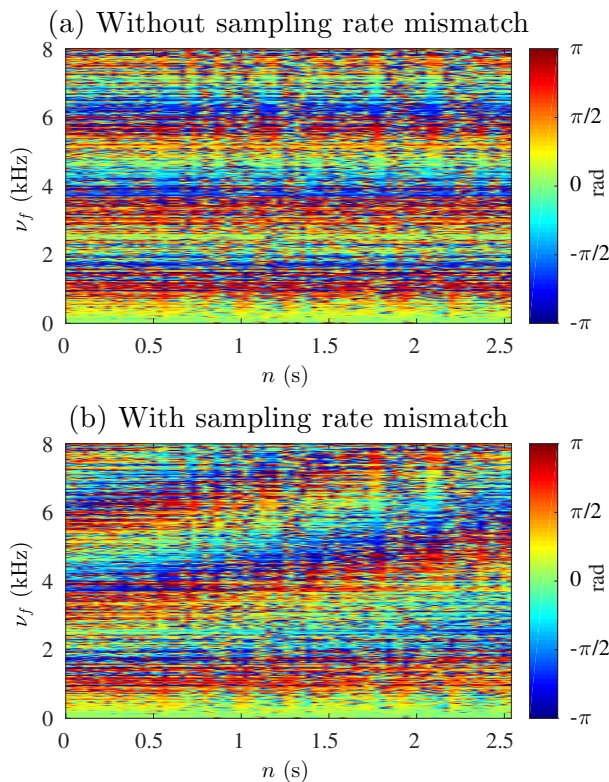 (a) Without sampling rate mismatch
8
6
4
2
0
ν_f (kHz)
0 0.5 1 1.5 2 2.5
n (s)
π
π/2
0
-π/2
-π
rad
(b) With sampling rate mismatch
8
6
4
2
0
ν_f (kHz)
0 0.5 1 1.5 2 2.5
n (s)
π
π/2
0
-π/2
-π
rad